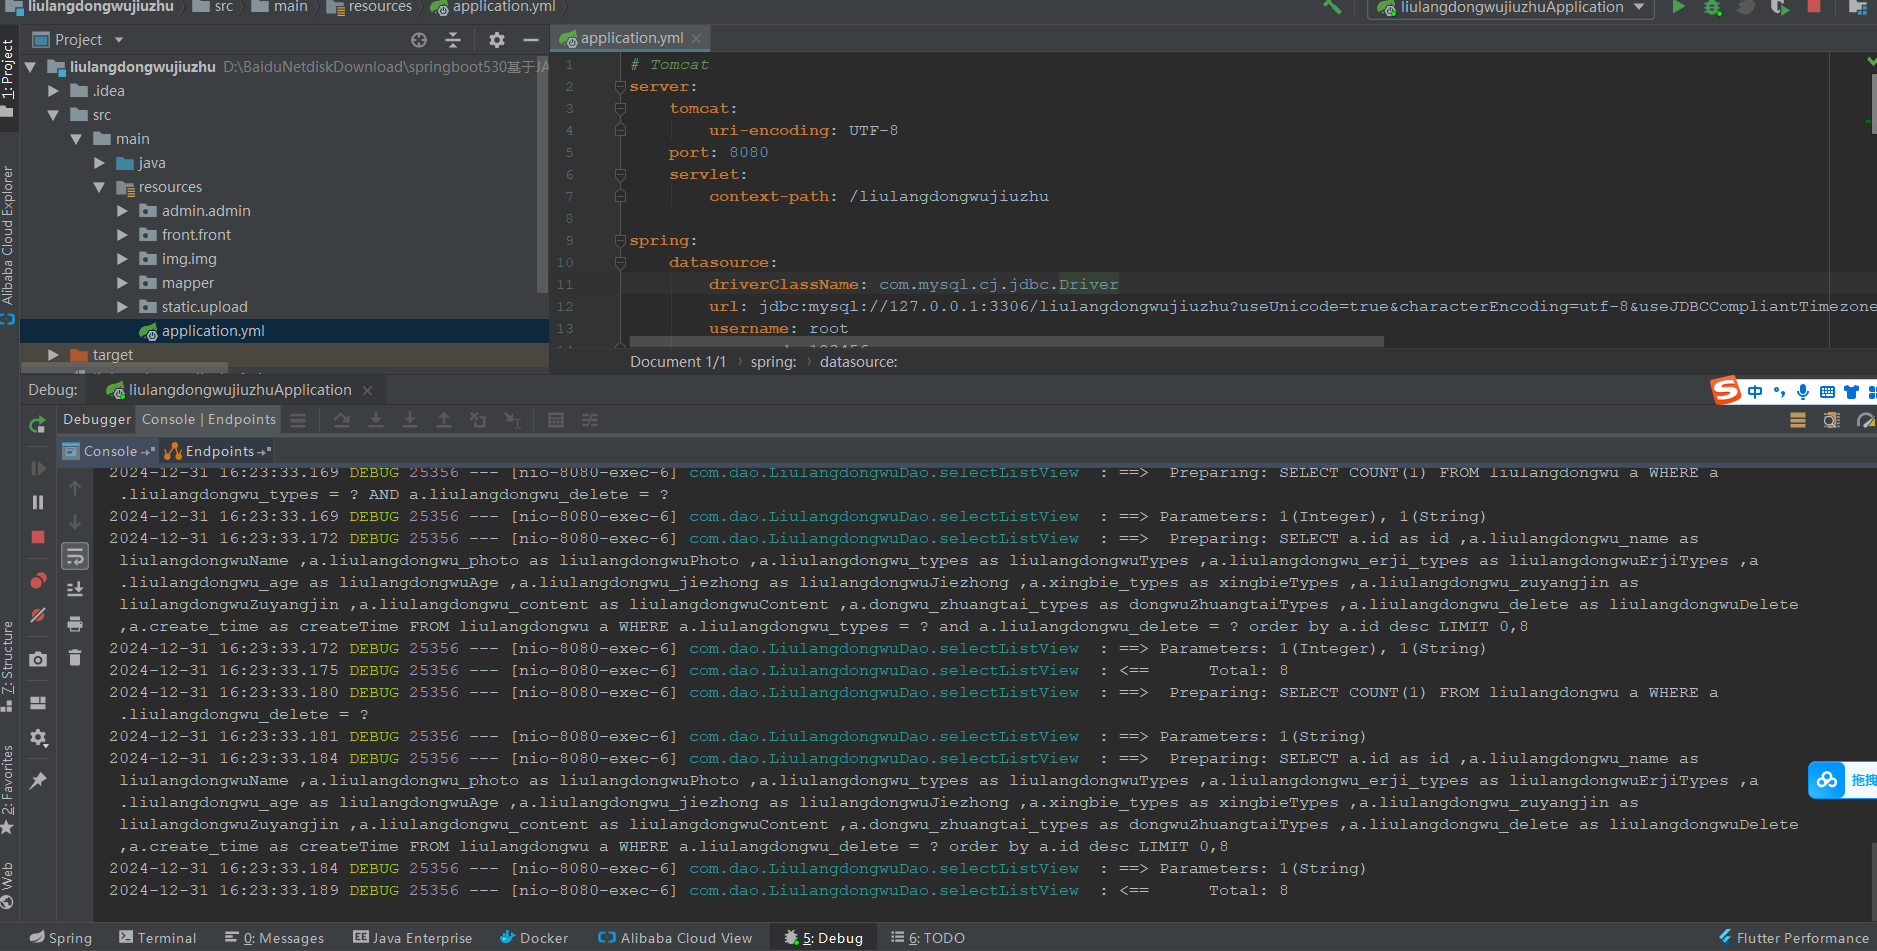 liulangdongwujiuzhu src main resources application.yml
liulangdongwujiuzhuApplication
Project
application.yml
1: Project
Alibaba Cloud Explorer
Z: Structure
2: Favorites
Web
liulangdongwujiuzhu D:\BaiduNetdiskDownload\springboot530基于JA
.idea
src
main
java
resources
admin.admin
front.front
img.img
mapper
static.upload
application.yml
target
1 # Tomcat
2 server:
3 tomcat:
4 uri-encoding: UTF-8
5 port: 8080
6 servlet:
7 context-path: /liulangdongwujiuzhu
8
9 spring:
10 datasource:
11 driverClassName: com.mysql.cj.jdbc.Driver
12 url: jdbc:mysql://127.0.0.1:3306/liulangdongwujiuzhu?useUnicode=true&characterEncoding=utf-8&useJDBCCompliantTimezone
13 username: root
Document 1/1 › spring: › datasource:
Debug: liulangdongwujiuzhuApplication
中
Debugger Console | Endpoints
Console Endpoints
2024-12-31 16:23:33.169 DEBUG 25356 --- [nio-8080-exec-6] com.dao.LiulangdongwuDao.selectListView : ==> Preparing: SELECT COUNT(1) FROM liulangdongwu a WHERE a
.liulangdongwu_types = ? AND a.liulangdongwu_delete = ?
2024-12-31 16:23:33.169 DEBUG 25356 --- [nio-8080-exec-6] com.dao.LiulangdongwuDao.selectListView : ==> Parameters: 1(Integer), 1(String)
2024-12-31 16:23:33.172 DEBUG 25356 --- [nio-8080-exec-6] com.dao.LiulangdongwuDao.selectListView : ==> Preparing: SELECT a.id as id ,a.liulangdongwu_name as
liulangdongwuName ,a.liulangdongwu_photo as liulangdongwuPhoto ,a.liulangdongwu_types as liulangdongwuTypes ,a.liulangdongwu_erji_types as liulangdongwuErjiTypes ,a
.liulangdongwu_age as liulangdongwuAge ,a.liulangdongwu_jiezhong as liulangdongwuJiezhong ,a.xingbie_types as xingbieTypes ,a.liulangdongwu_zuyangjin as
liulangdongwuZuyangjin ,a.liulangdongwu_content as liulangdongwuContent ,a.dongwu_zhuangtai_types as dongwuZhuangtaiTypes ,a.liulangdongwu_delete as liulangdongwuDelete
,a.create_time as createTime FROM liulangdongwu a WHERE a.liulangdongwu_types = ? and a.liulangdongwu_delete = ? order by a.id desc LIMIT 0,8
2024-12-31 16:23:33.172 DEBUG 25356 --- [nio-8080-exec-6] com.dao.LiulangdongwuDao.selectListView : ==> Parameters: 1(Integer), 1(String)
2024-12-31 16:23:33.175 DEBUG 25356 --- [nio-8080-exec-6] com.dao.LiulangdongwuDao.selectListView : <== Total: 8
2024-12-31 16:23:33.180 DEBUG 25356 --- [nio-8080-exec-6] com.dao.LiulangdongwuDao.selectListView : ==> Preparing: SELECT COUNT(1) FROM liulangdongwu a WHERE a
.liulangdongwu_delete = ?
2024-12-31 16:23:33.181 DEBUG 25356 --- [nio-8080-exec-6] com.dao.LiulangdongwuDao.selectListView : ==> Parameters: 1(String)
2024-12-31 16:23:33.184 DEBUG 25356 --- [nio-8080-exec-6] com.dao.LiulangdongwuDao.selectListView : ==> Preparing: SELECT a.id as id ,a.liulangdongwu_name as
liulangdongwuName ,a.liulangdongwu_photo as liulangdongwuPhoto ,a.liulangdongwu_types as liulangdongwuTypes ,a.liulangdongwu_erji_types as liulangdongwuErjiTypes ,a
.liulangdongwu_age as liulangdongwuAge ,a.liulangdongwu_jiezhong as liulangdongwuJiezhong ,a.xingbie_types as xingbieTypes ,a.liulangdongwu_zuyangjin as
liulangdongwuZuyangjin ,a.liulangdongwu_content as liulangdongwuContent ,a.dongwu_zhuangtai_types as dongwuZhuangtaiTypes ,a.liulangdongwu_delete as liulangdongwuDelete
,a.create_time as createTime FROM liulangdongwu a WHERE a.liulangdongwu_delete = ? order by a.id desc LIMIT 0,8
2024-12-31 16:23:33.184 DEBUG 25356 --- [nio-8080-exec-6] com.dao.LiulangdongwuDao.selectListView : ==> Parameters: 1(String)
2024-12-31 16:23:33.189 DEBUG 25356 --- [nio-8080-exec-6] com.dao.LiulangdongwuDao.selectListView : <== Total: 8
拖拽
Spring Terminal 0: Messages Java Enterprise Docker Alibaba Cloud View 5: Debug 6: TODO Flutter Performance